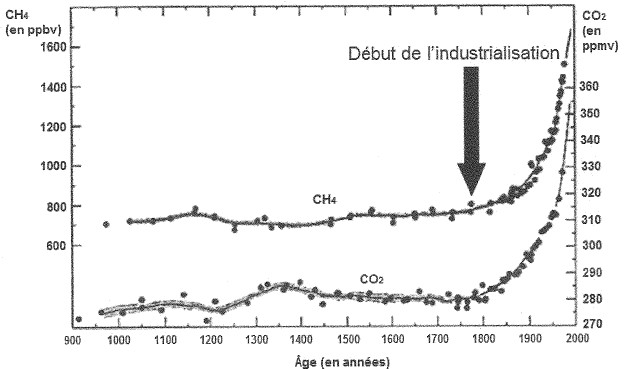 CH4
(en ppbv)
CO2
(en
ppmv)
1600
1400
1200
1000
800
600
Début de l'industrialisation
360
350
340
330
320
310
300
290
280
270
CH4
CO2
900 1000 1100 1200 1300 1400 1500 1600 1700 1800 1900 2000
Âge (en années)